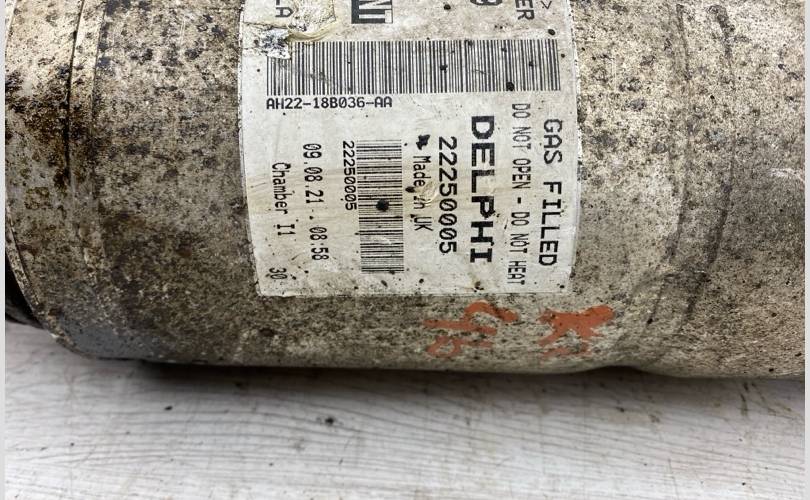 AH22-18B036-AA
GAS FILLED
DO NOT OPEN - DO NOT HEAT
DELPHI
22250005
Made in UK
22250005
09.08.21 - 08:58
Chamber I1 30